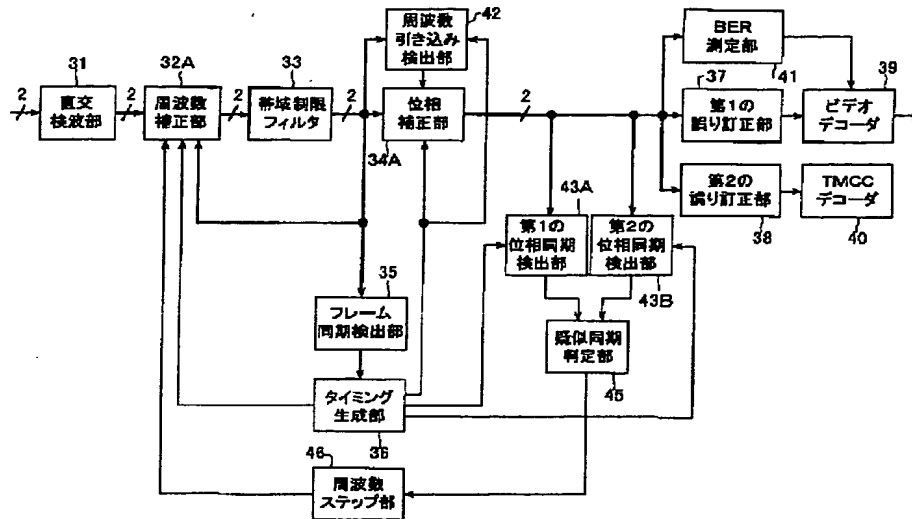 42
周波数
引き込み
検出部
BER
測定部
41
31
2
直交
検波部
2
32A
周波数
補正部
2
33
帯域制限
フィルタ
2
位相
補正部
34A
2
37
第1の
誤り訂正部
39
ビデオ
デコーダ
第2の
誤り訂正部
38
TMCC
デコーダ
40
43A
第1の
位相同期
検出部
第2の
位相同期
検出部
43B
35
フレーム
同期検出部
疑似同期
判定部
45
タイミング
生成部
36
46
周波数
ステップ部